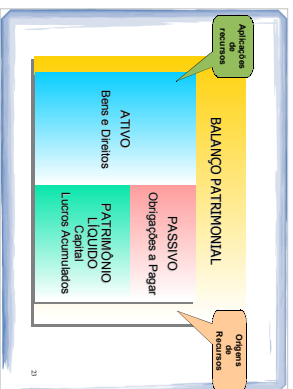 Aplicações
de
recursos
BALANÇO PATRIMONIAL
Origens
de
Recursos
ATIVO
Bens e Direitos
PASSIVO
Obrigações a Pagar
PATRIMÔNIO
LÍQUIDO
Capital
Lucros Acumulados
23